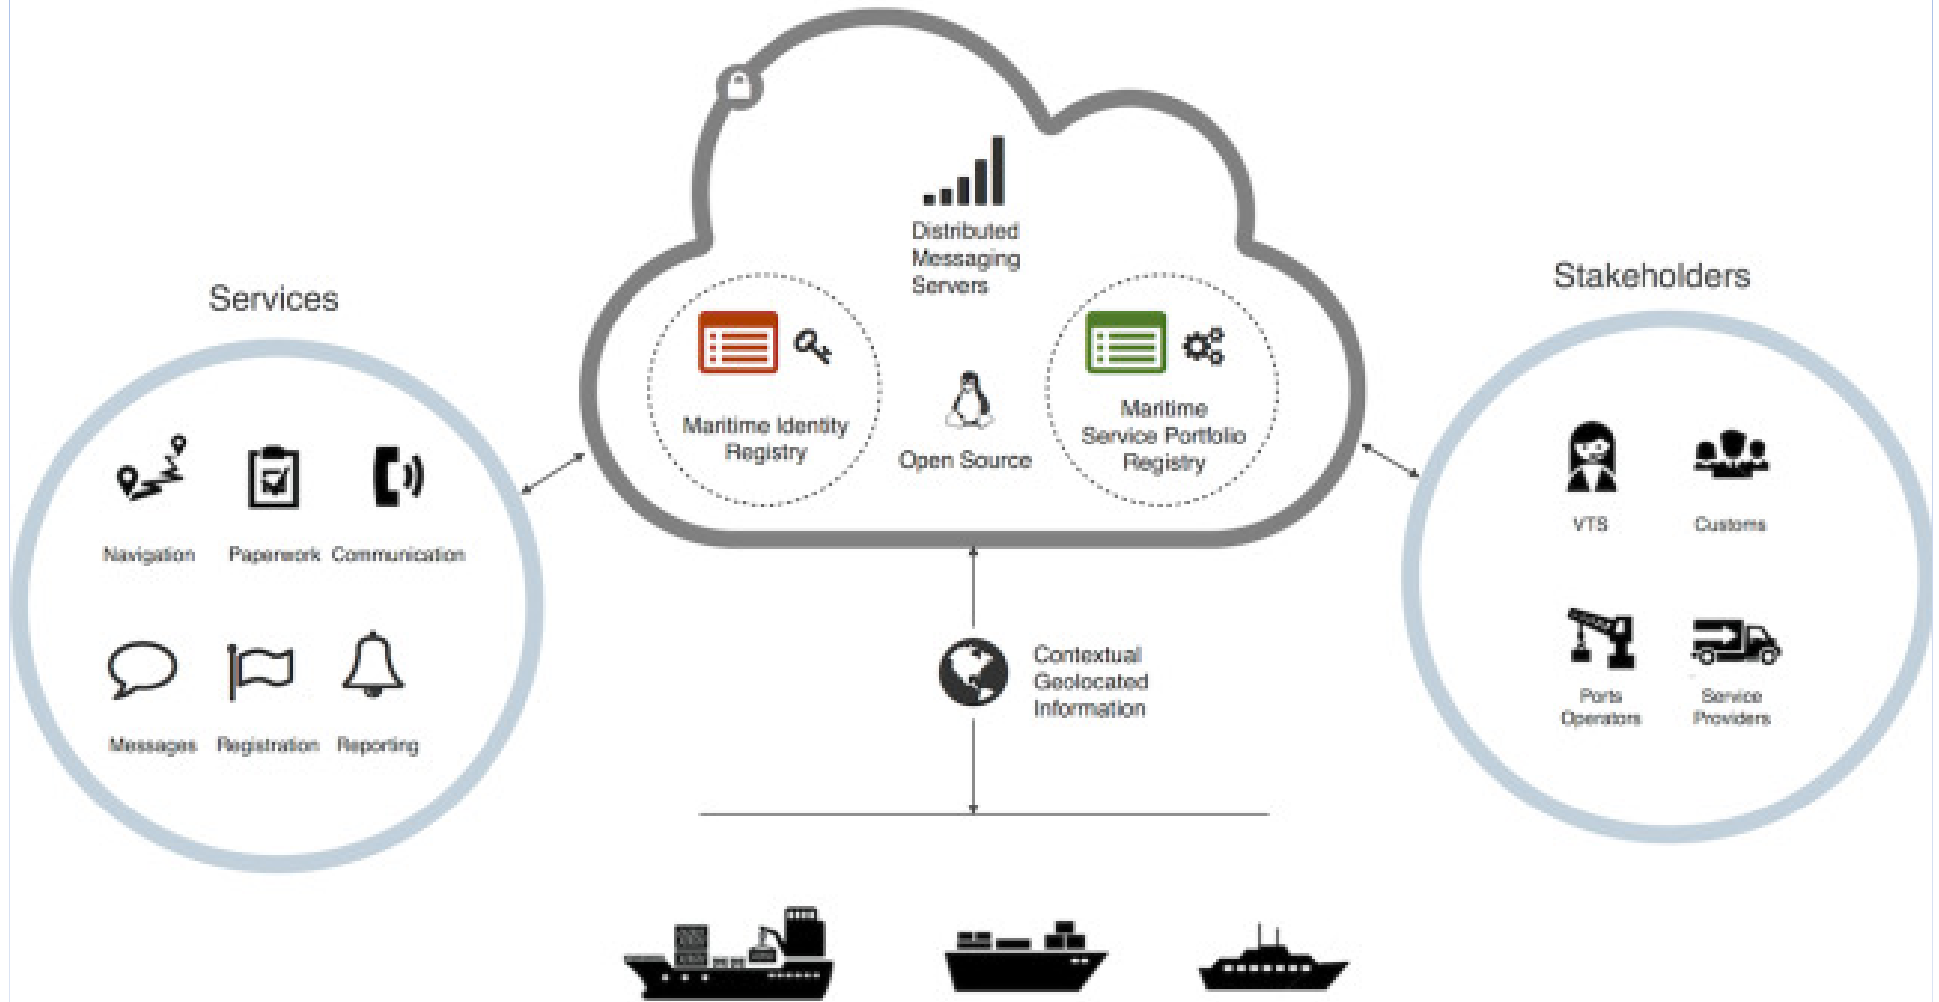 Distributed
Messaging
Servers
Services
Stakeholders
Maritime Identity
Registry
Open Source
Maritime
Service Portfolio
Registry
Navigation
Paperwork
Communication
VTS
Customs
Messages
Registration
Reporting
Contextual
Geolocated
Information
Ports
Operators
Service
Providers